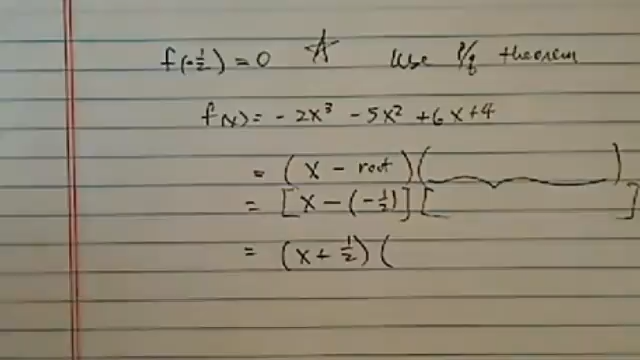 f(-1/2) = 0 ☆ Use P/q theorem
f(x) = - 2x³ - 5x² + 6x + 4
= (x - root)(                    )
= [x - (-1/2)] [                    ]
= (x + 1/2) (